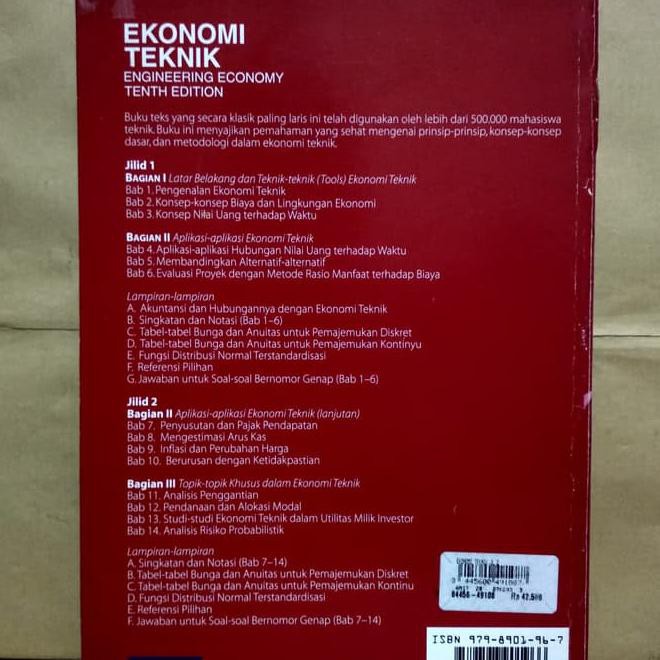 EKONOMI
TEKNIK
ENGINEERING ECONOMY
TENTH EDITION
Buku teks yang secara klasik paling laris ini telah digunakan oleh lebih dari 500.000 mahasiswa
teknik. Buku ini menyajikan pemahaman yang sehat mengenai prinsip-prinsip, konsep-konsep
dasar, dan metodologi dalam ekonomi teknik.
Jilid 1
BAGIAN I Latar Belakang dan Teknik-teknik (Tools) Ekonomi Teknik
Bab 1. Pengenalan Ekonomi Teknik
Bab 2. Konsep-konsep Biaya dan Lingkungan Ekonomi
Bab 3. Konsep Nilai Uang terhadap Waktu
BAGIAN II Aplikasi-aplikasi Ekonomi Teknik
Bab 4. Aplikasi-aplikasi Hubungan Nilai Uang terhadap Waktu
Bab 5. Membandingkan Alternatif-alternatif
Bab 6. Evaluasi Proyek dengan Metode Rasio Manfaat terhadap Biaya
Lampiran-lampiran
A. Akuntansi dan Hubungannya dengan Ekonomi Teknik
B. Singkatan dan Notasi (Bab 1–6)
C. Tabel-tabel Bunga dan Anuitas untuk Pemajemukan Diskret
D. Tabel-tabel Bunga dan Anuitas untuk Pemajemukan Kontinyu
E. Fungsi Distribusi Normal Terstandardisasi
F. Referensi Pilihan
G. Jawaban untuk Soal-soal Bernomor Genap (Bab 1–6)
Jilid 2
Bagian II Aplikasi-aplikasi Ekonomi Teknik (lanjutan)
Bab 7. Penyusutan dan Pajak Pendapatan
Bab 8. Mengestimasi Arus Kas
Bab 9. Inflasi dan Perubahan Harga
Bab 10. Berurusan dengan Ketidakpastian
Bagian III Topik-topik Khusus dalam Ekonomi Teknik
Bab 11. Analisis Penggantian
Bab 12. Pendanaan dan Alokasi Modal
Bab 13. Studi-studi Ekonomi Teknik dalam Utilitas Milik Investor
Bab 14. Analisis Risiko Probabilistik
Lampiran-lampiran
A. Singkatan dan Notasi (Bab 7–14)
B. Tabel-tabel Bunga dan Anuitas untuk Pemajemukan Diskret
C. Tabel-tabel Bunga dan Anuitas untuk Pemajemukan Kontinu
D. Fungsi Distribusi Normal Terstandardisasi
E. Referensi Pilihan
F. Jawaban untuk Soal-soal Bernomor Genap (Bab 7–14)
84456-49108 Rp 42.500
ISBN 979-8901-96-7